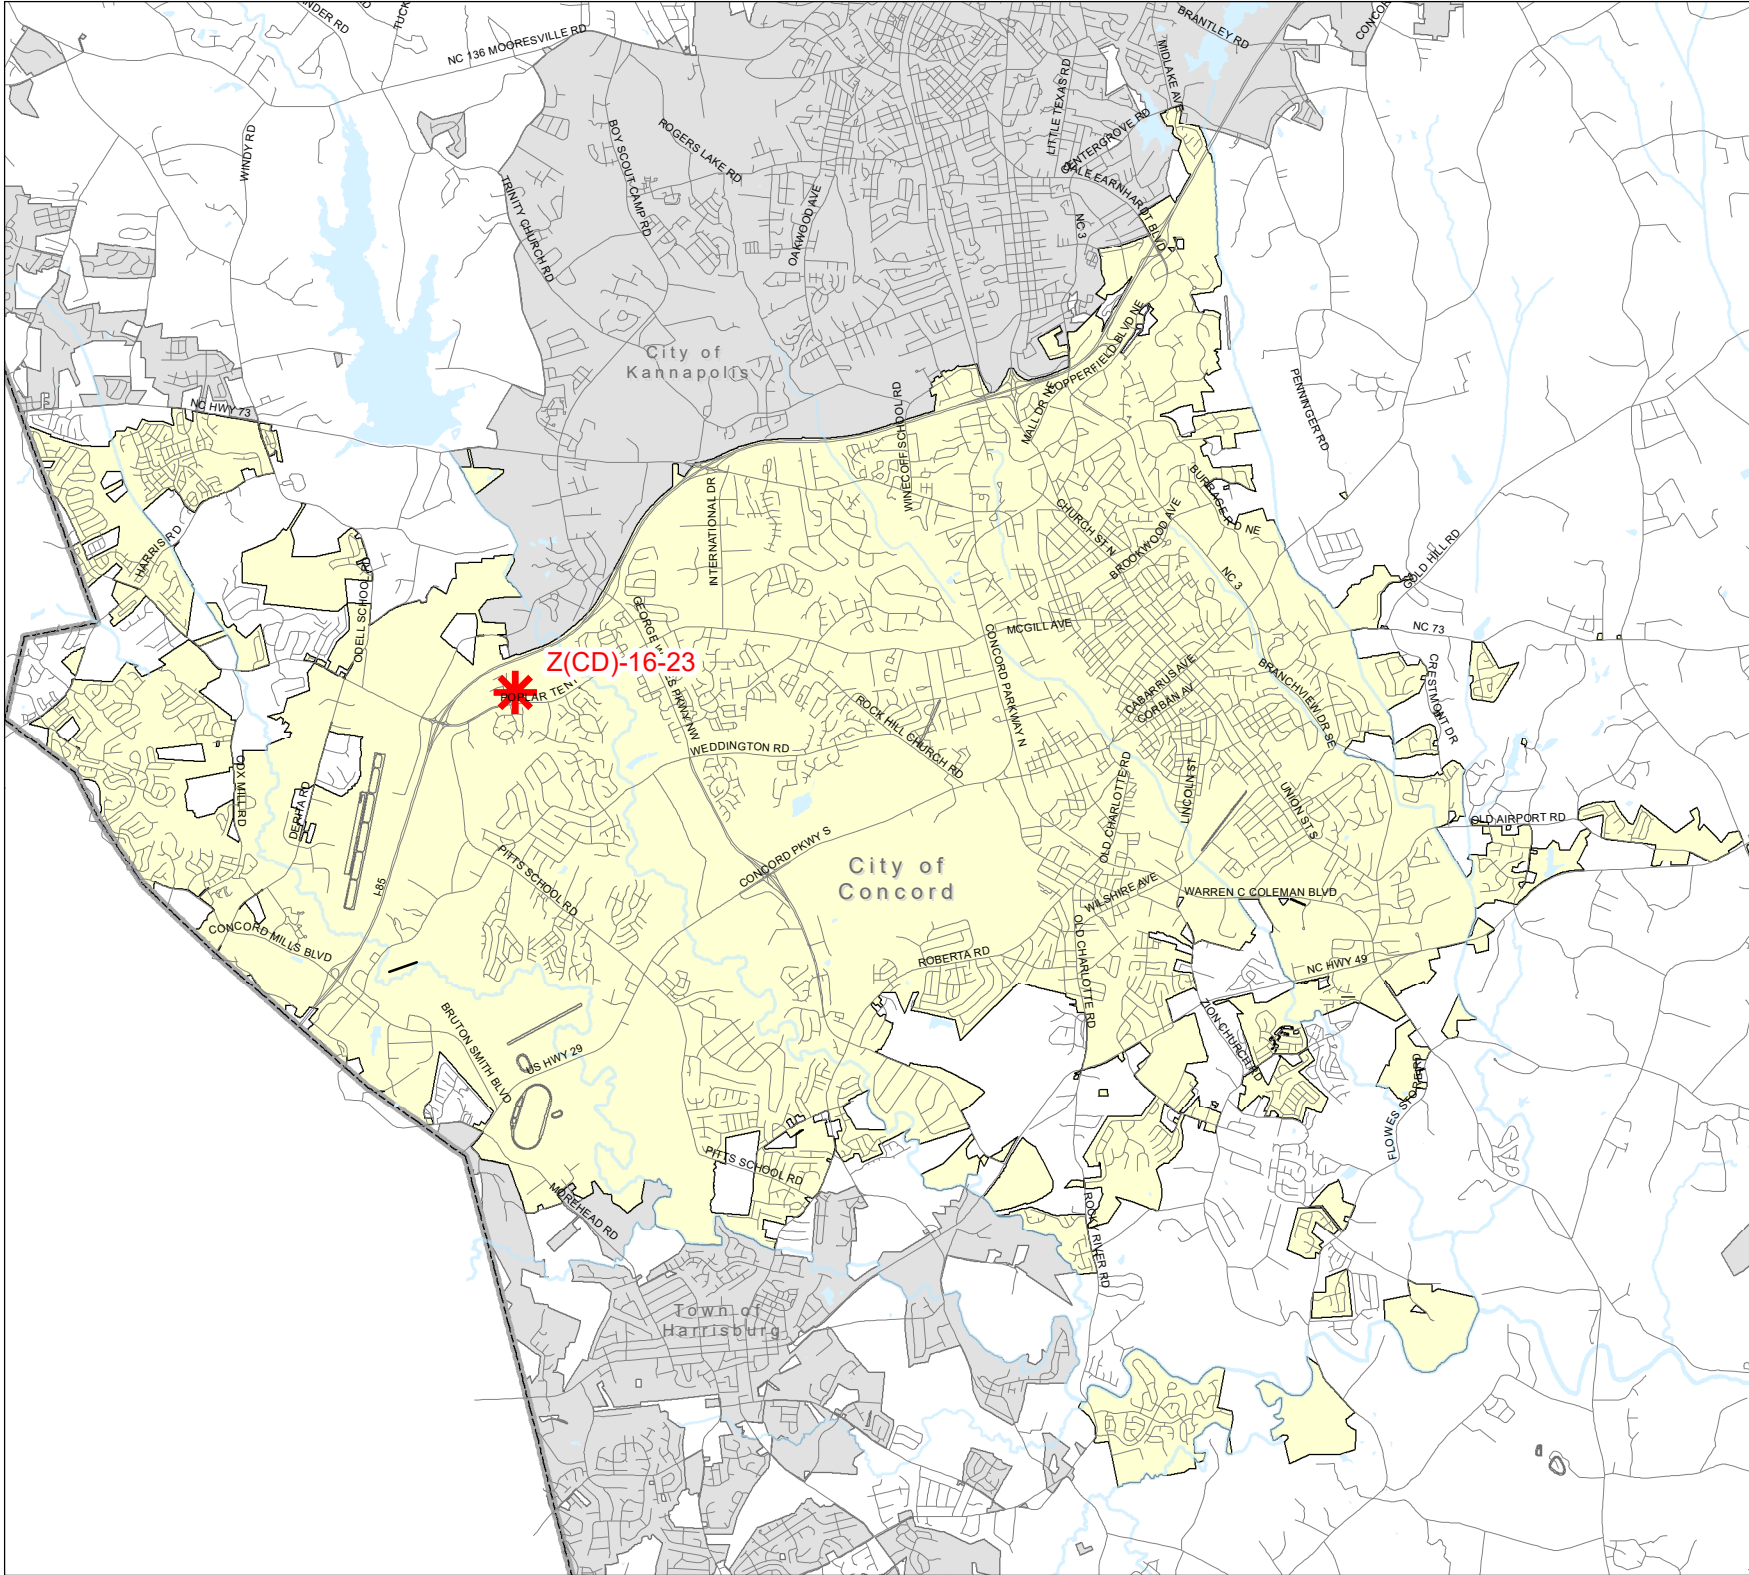 BRANTLEY RD
NC 136 MOORESVILLE RD
MIDLAKE AVE
LITTLE TEXAS RD
WINDY RD
BOY SCOUT CAMP RD
ROGERS LAKE RD
TRINITY CHURCH RD
OAKWOOD AVE
DALE EARNHARDT BLVD
NC 3
City of
Kannapolis
NC HWY 73
COPPERFIELD BLVD NE
MALL DR NE
WINECOFF SCHOOL RD
PENNINGER RD
INTERNATIONAL DR
BURRAGE RD NE
CHURCH ST N
BROOKWOOD AVE
HARRIS RD
GOLD HILL RD
NC 3
MCGILL AVE
NC 73
Z(CD)-16-23
POPLAR TENT
CONCORD PARKWAY N
CABARRUS AVE
CORBAN AV
BRANCHVIEW DR SE
CRESTMONT DR
ROCK HILL CHURCH RD
WEDDINGTON RD
COX MILL RD
DERITA RD
OLD CHARLOTTE RD
LINCOLN ST
UNION ST S
OLD AIRPORT RD
PITTS SCHOOL RD
CONCORD PKWY S
City of
Concord
I-85
WILSHIRE AVE
WARREN C COLEMAN BLVD
CONCORD MILLS BLVD
ROBERTA RD
OLD CHARLOTTE RD
NC HWY 49
BRUTON SMITH BLVD
US HWY 29
ZION CHURCH RD
PITTS SCHOOL RD
MOREHEAD RD
ROCKY RIVER RD
Town of
Harrisburg